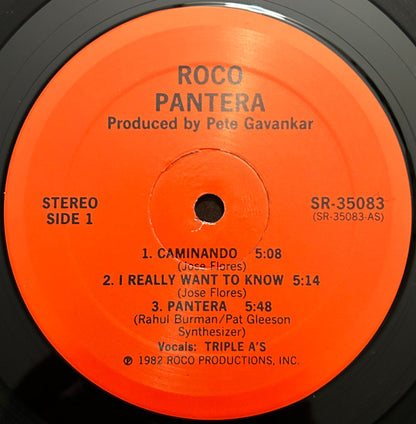 ROCO
PANTERA
Produced by Pete Gavankar
STEREO
SIDE 1
SR-35083
(SR-35083-AS)
1. CAMINANDO 5:08
(Jose Flores)
2. I REALLY WANT TO KNOW 5:14
(Jose Flores)
3. PANTERA 5:48
(Rahul Burman/Pat Gleeson
Synthesizer)
Vocals: TRIPLE A'S
℗ 1982 ROCO PRODUCTIONS, INC.